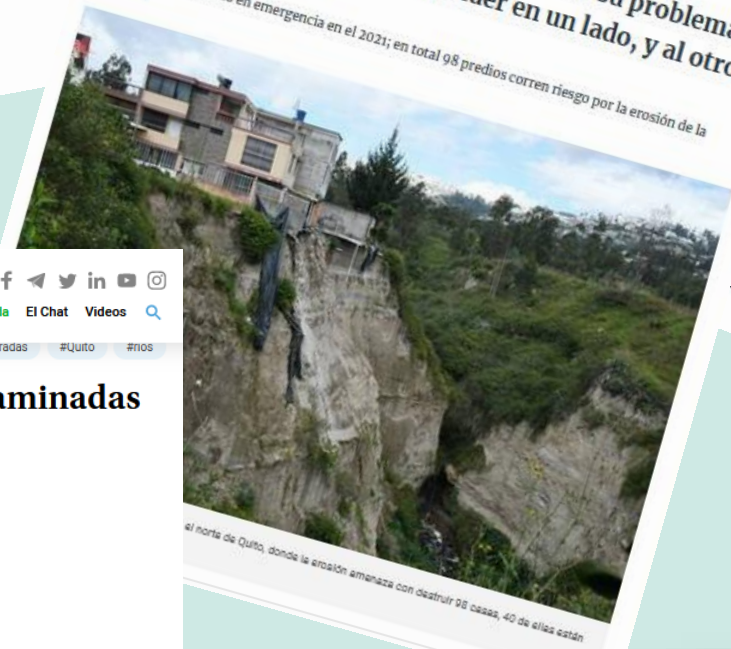 problema
er en un lado, y al otro
en emergencia en el 2021; en total 98 predios corren riesgo por la erosión de la
El Chat Videos
radas #Quito #ríos
aminadas
el norte de Quito, donde la erosión amenaza con destruir 98 casas, 40 de ellas están